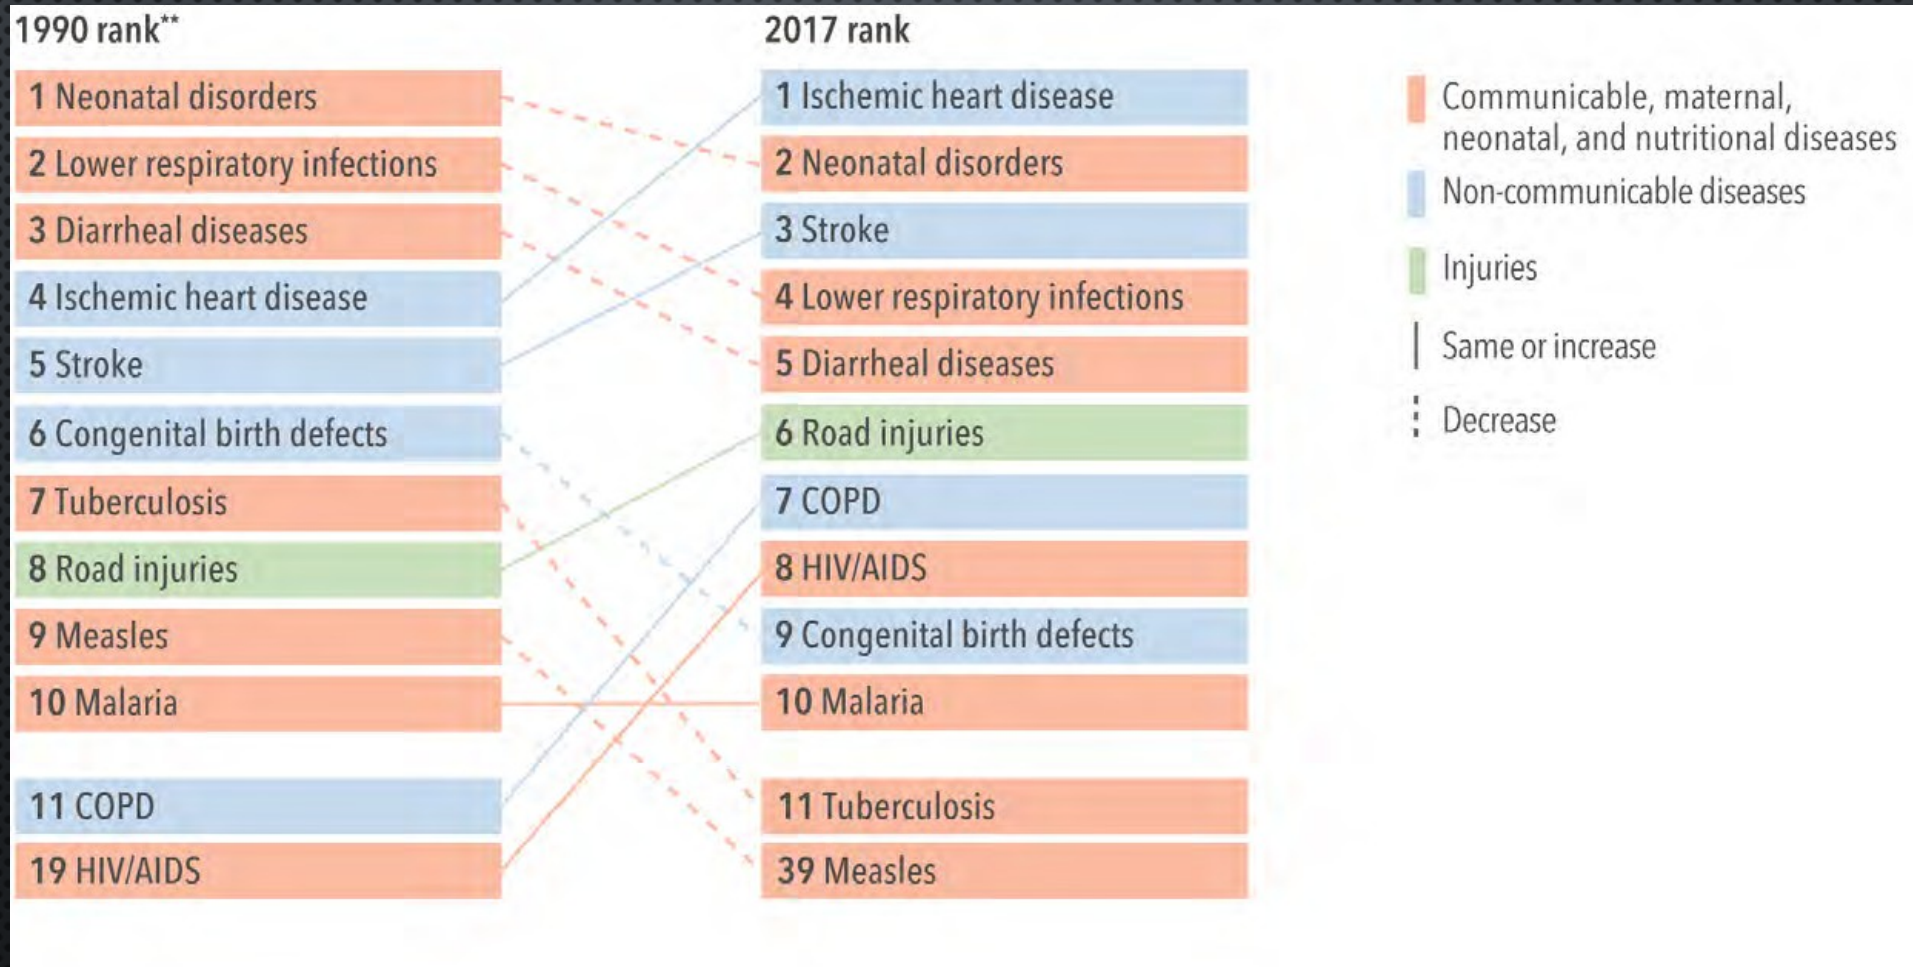 1990 rank**
1 Neonatal disorders
2 Lower respiratory infections
3 Diarrheal diseases
4 Ischemic heart disease
5 Stroke
6 Congenital birth defects
7 Tuberculosis
8 Road injuries
9 Measles
10 Malaria
11 COPD
19 HIV/AIDS
2017 rank
1 Ischemic heart disease
2 Neonatal disorders
3 Stroke
4 Lower respiratory infections
5 Diarrheal diseases
6 Road injuries
7 COPD
8 HIV/AIDS
9 Congenital birth defects
10 Malaria
11 Tuberculosis
39 Measles
Communicable, maternal,
neonatal, and nutritional diseases
Non-communicable diseases
Injuries
Same or increase
Decrease